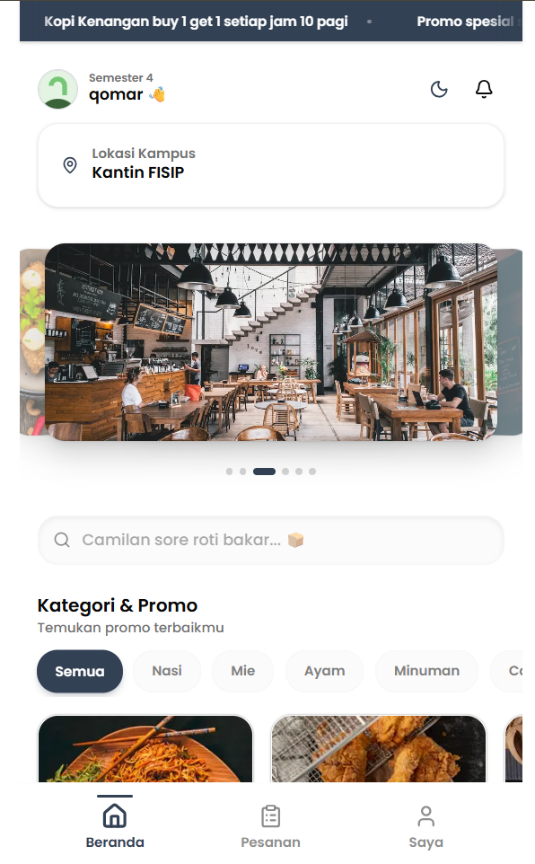 Kopi Kenangan buy 1 get 1 setiap jam 10 pagi • Promo spesial
Semester 4
qomar 👋
Lokasi Kampus
Kantin FISIP
Camilan sore roti bakar... 📦
Kategori & Promo
Temukan promo terbaikmu
Semua Nasi Mie Ayam Minuman
Beranda Pesanan Saya